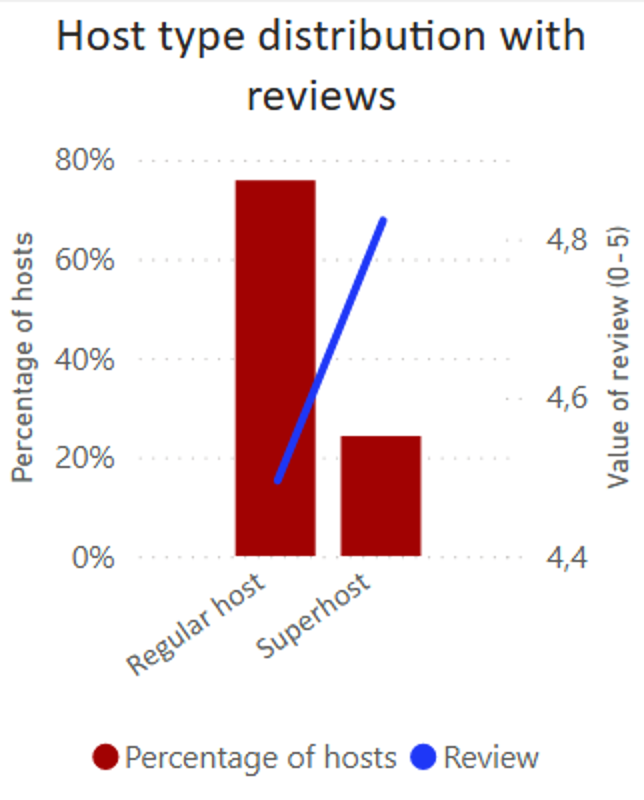 Host type distribution with
reviews
80%
60%
40%
20%
0%
Percentage of hosts
4,8
4,6
4,4
Value of review (0-5)
Regular host
Superhost
Percentage of hosts
Review